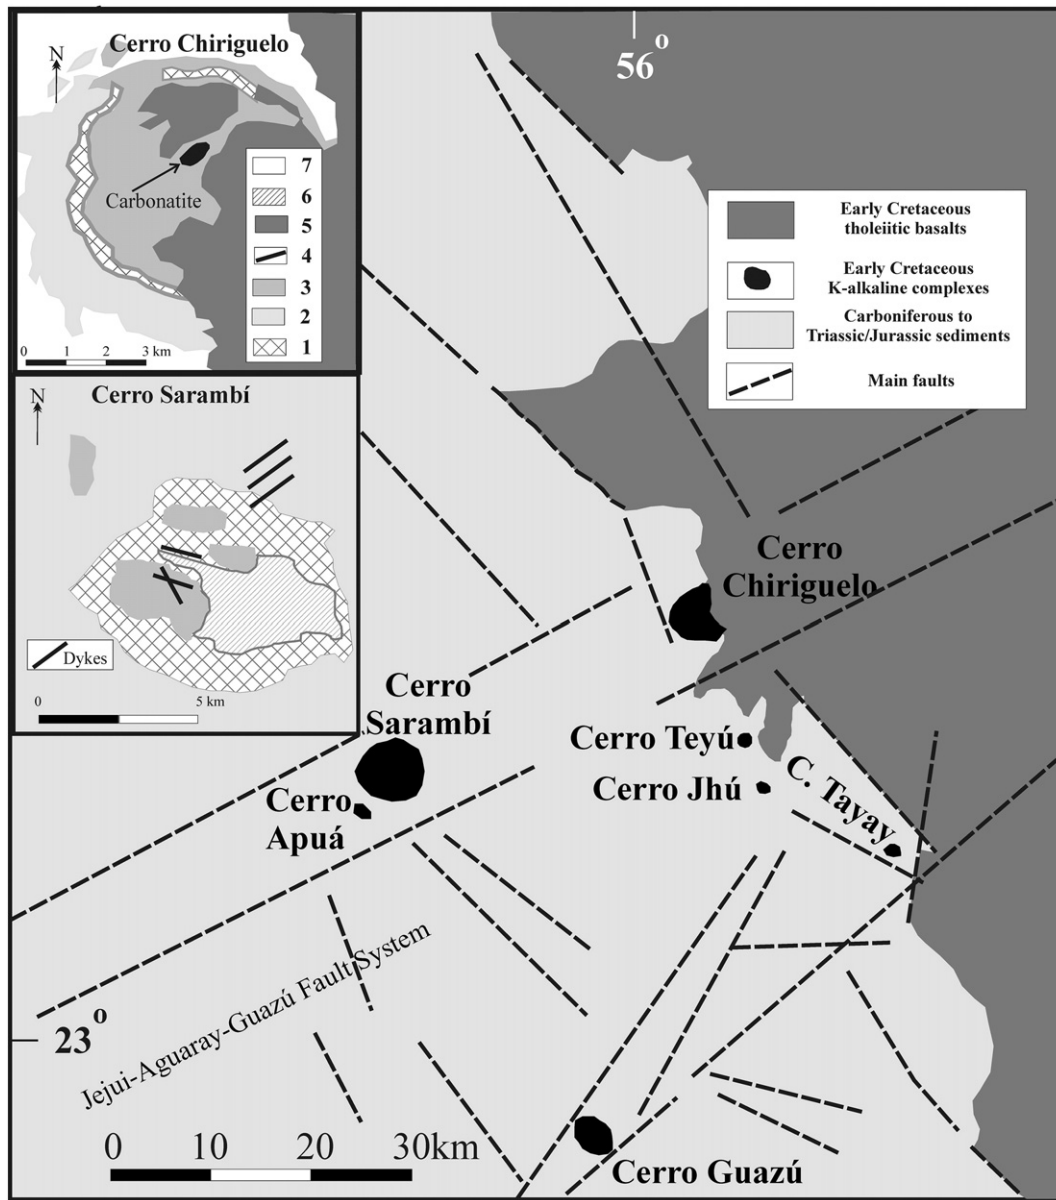 Cerro Chiriguelo
N
Carbonatite
7
6
5
4
3
2
1
0 1 2 3 km
Cerro Sarambí
N
Dykes
0 5 km
56°
Early Cretaceous
tholeiitic basalts
Early Cretaceous
K-alkaline complexes
Carboniferous to
Triassic/Jurassic sediments
Main faults
Cerro
Chiriguelo
Cerro
Sarambí
Cerro Teyú
Cerro Jhú
C. Tayay
Cerro
Apuá
Jejui-Aguaray-Guazú Fault System
23°
0 10 20 30km
Cerro Guazú